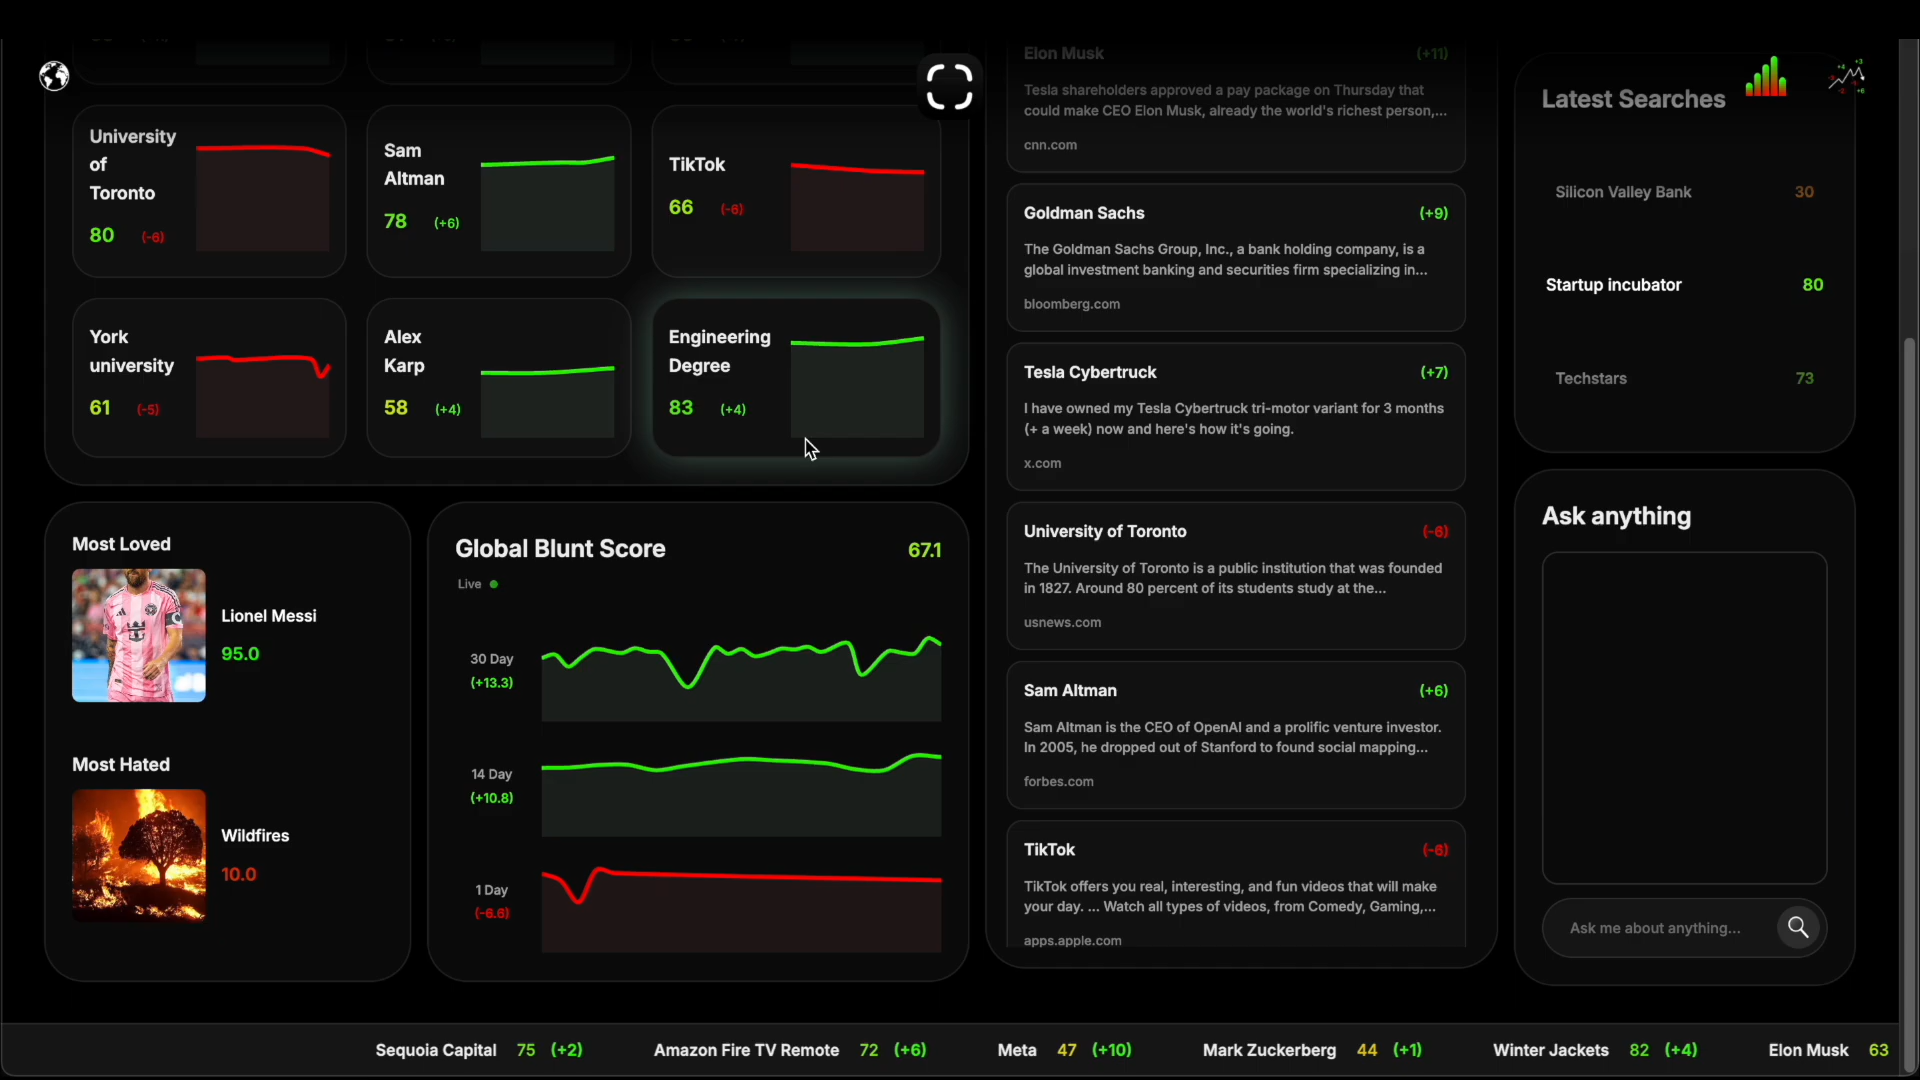 University
of
Toronto
80 (-6)
Sam
Altman
78 (+6)
TikTok
66 (-6)
York
university
61 (-5)
Alex
Karp
58 (+4)
Engineering
Degree
83 (+4)
Most Loved
Lionel Messi
95.0
Most Hated
Wildfires
10.0
Global Blunt Score 67.1
Live
30 Day
(+13.3)
14 Day
(+10.8)
1 Day
(-6.6)
Elon Musk (+11)
Tesla shareholders approved a pay package on Thursday that
could make CEO Elon Musk, already the world's richest person,...
cnn.com
Goldman Sachs (+9)
The Goldman Sachs Group, Inc., a bank holding company, is a
global investment banking and securities firm specializing in...
bloomberg.com
Tesla Cybertruck (+7)
I have owned my Tesla Cybertruck tri-motor variant for 3 months
(+ a week) now and here's how it's going.
x.com
University of Toronto (-6)
The University of Toronto is a public institution that was founded
in 1827. Around 80 percent of its students study at the...
usnews.com
Sam Altman (+6)
Sam Altman is the CEO of OpenAI and a prolific venture investor.
In 2005, he dropped out of Stanford to found social mapping...
forbes.com
TikTok (-6)
TikTok offers you real, interesting, and fun videos that will make
your day. ... Watch all types of videos, from Comedy, Gaming,...
apps.apple.com
Latest Searches
Silicon Valley Bank 30
Startup incubator 80
Techstars 73
Ask anything
Ask me about anything...
Sequoia Capital 75 (+2) Amazon Fire TV Remote 72 (+6) Meta 47 (+10) Mark Zuckerberg 44 (+1) Winter Jackets 82 (+4) Elon Musk 63